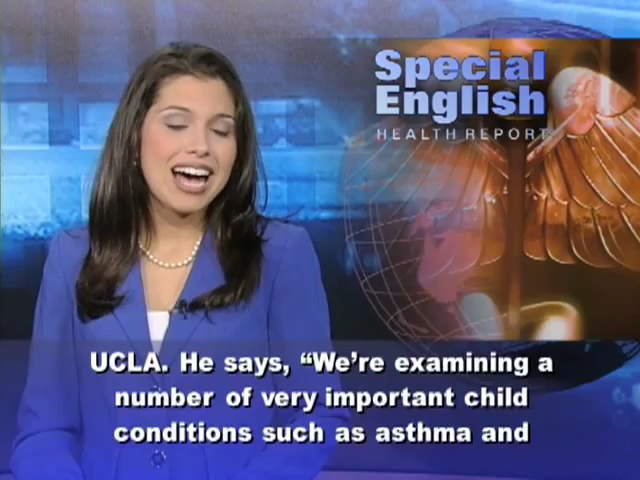 Special
English
HEALTH REPORT
UCLA. He says, “We’re examining a
number of very important child
conditions such as asthma and